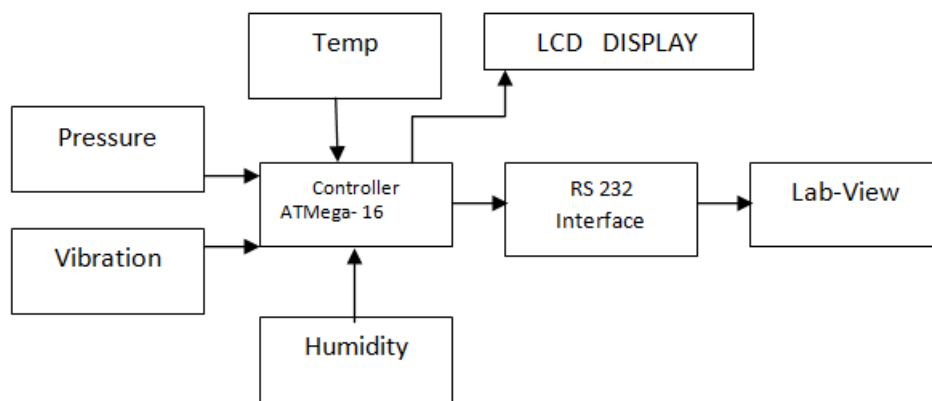 Temp
LCD DISPLAY
Pressure
Controller
ATMega- 16
RS 232
Interface
Lab-View
Vibration
Humidity